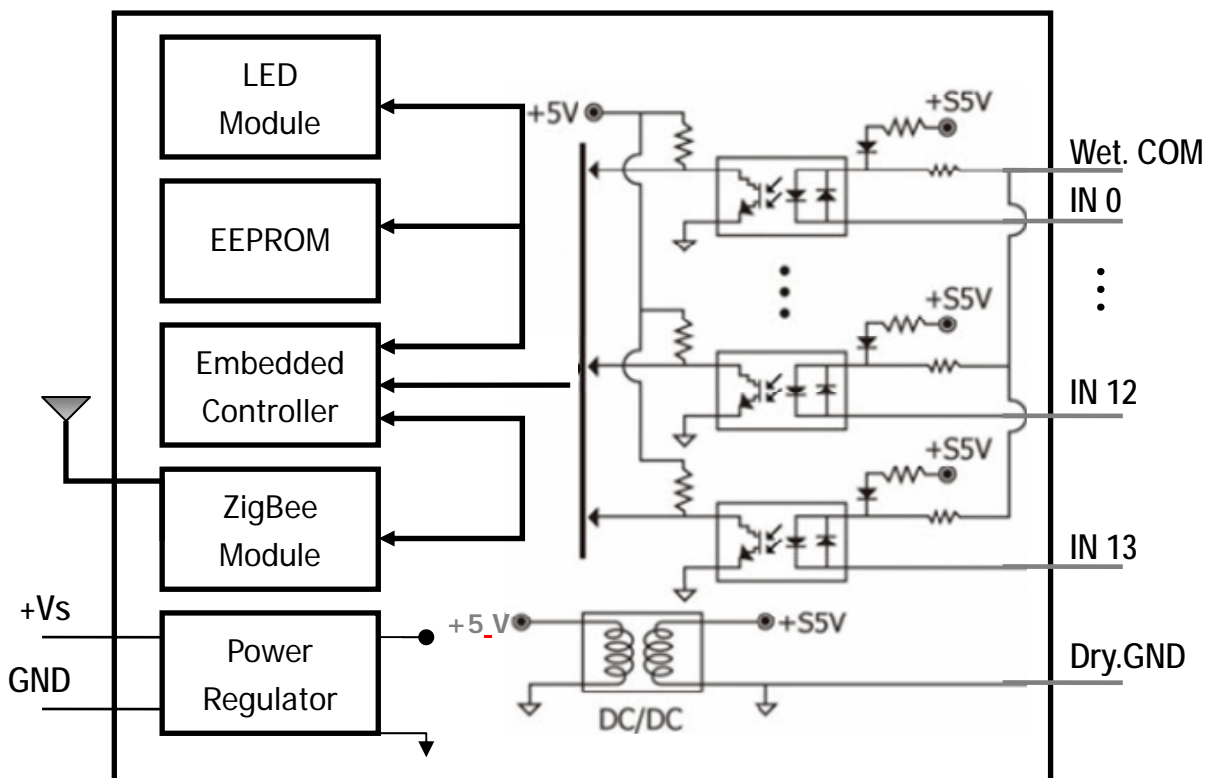 LED
Module
EEPROM
Embedded
Controller
ZigBee
Module
Power
Regulator
+Vs
GND
+5V
+S5V
+S5V
+S5V
Wet. COM
IN 0
IN 12
IN 13
+5 V
+S5V
DC/DC
Dry.GND